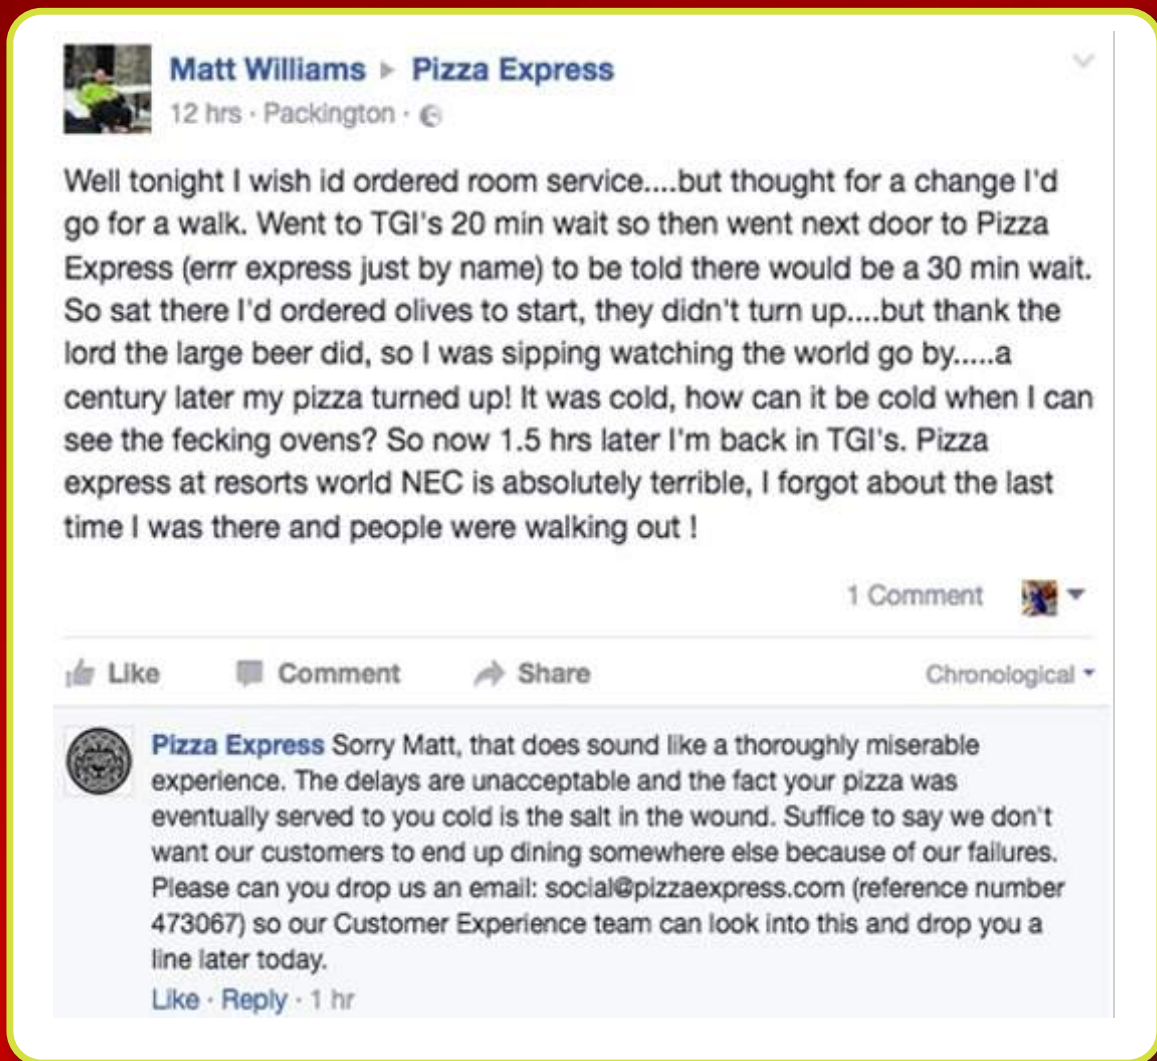 Matt Williams ▸ Pizza Express
12 hrs · Packington ·
Well tonight I wish id ordered room service....but thought for a change I'd
go for a walk. Went to TGI's 20 min wait so then went next door to Pizza
Express (errr express just by name) to be told there would be a 30 min wait.
So sat there I'd ordered olives to start, they didn't turn up....but thank the
lord the large beer did, so I was sipping watching the world go by.....a
century later my pizza turned up! It was cold, how can it be cold when I can
see the fecking ovens? So now 1.5 hrs later I'm back in TGI's. Pizza
express at resorts world NEC is absolutely terrible, I forgot about the last
time I was there and people were walking out !
1 Comment
Like Comment Share Chronological
Pizza Express Sorry Matt, that does sound like a thoroughly miserable
experience. The delays are unacceptable and the fact your pizza was
eventually served to you cold is the salt in the wound. Suffice to say we don't
want our customers to end up dining somewhere else because of our failures.
Please can you drop us an email: social@pizzaexpress.com (reference number
473067) so our Customer Experience team can look into this and drop you a
line later today.
Like · Reply · 1 hr